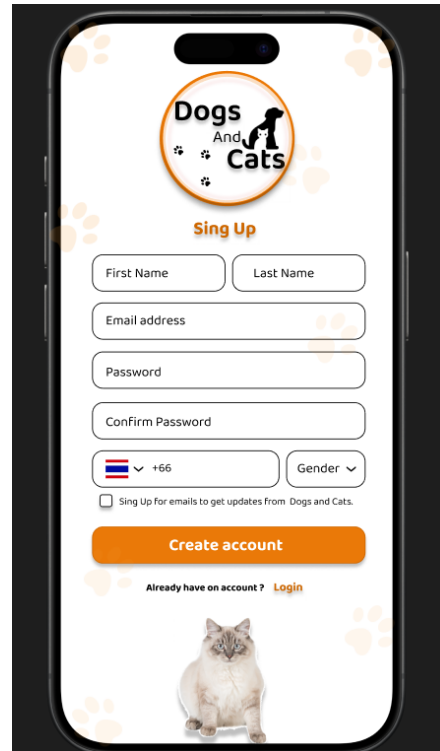 Dogs
And
Cats
Sing Up
First Name Last Name
Email address
Password
Confirm Password
+66 Gender
Sing Up for emails to get updates from Dogs and Cats.
Create account
Already have on account ? Login